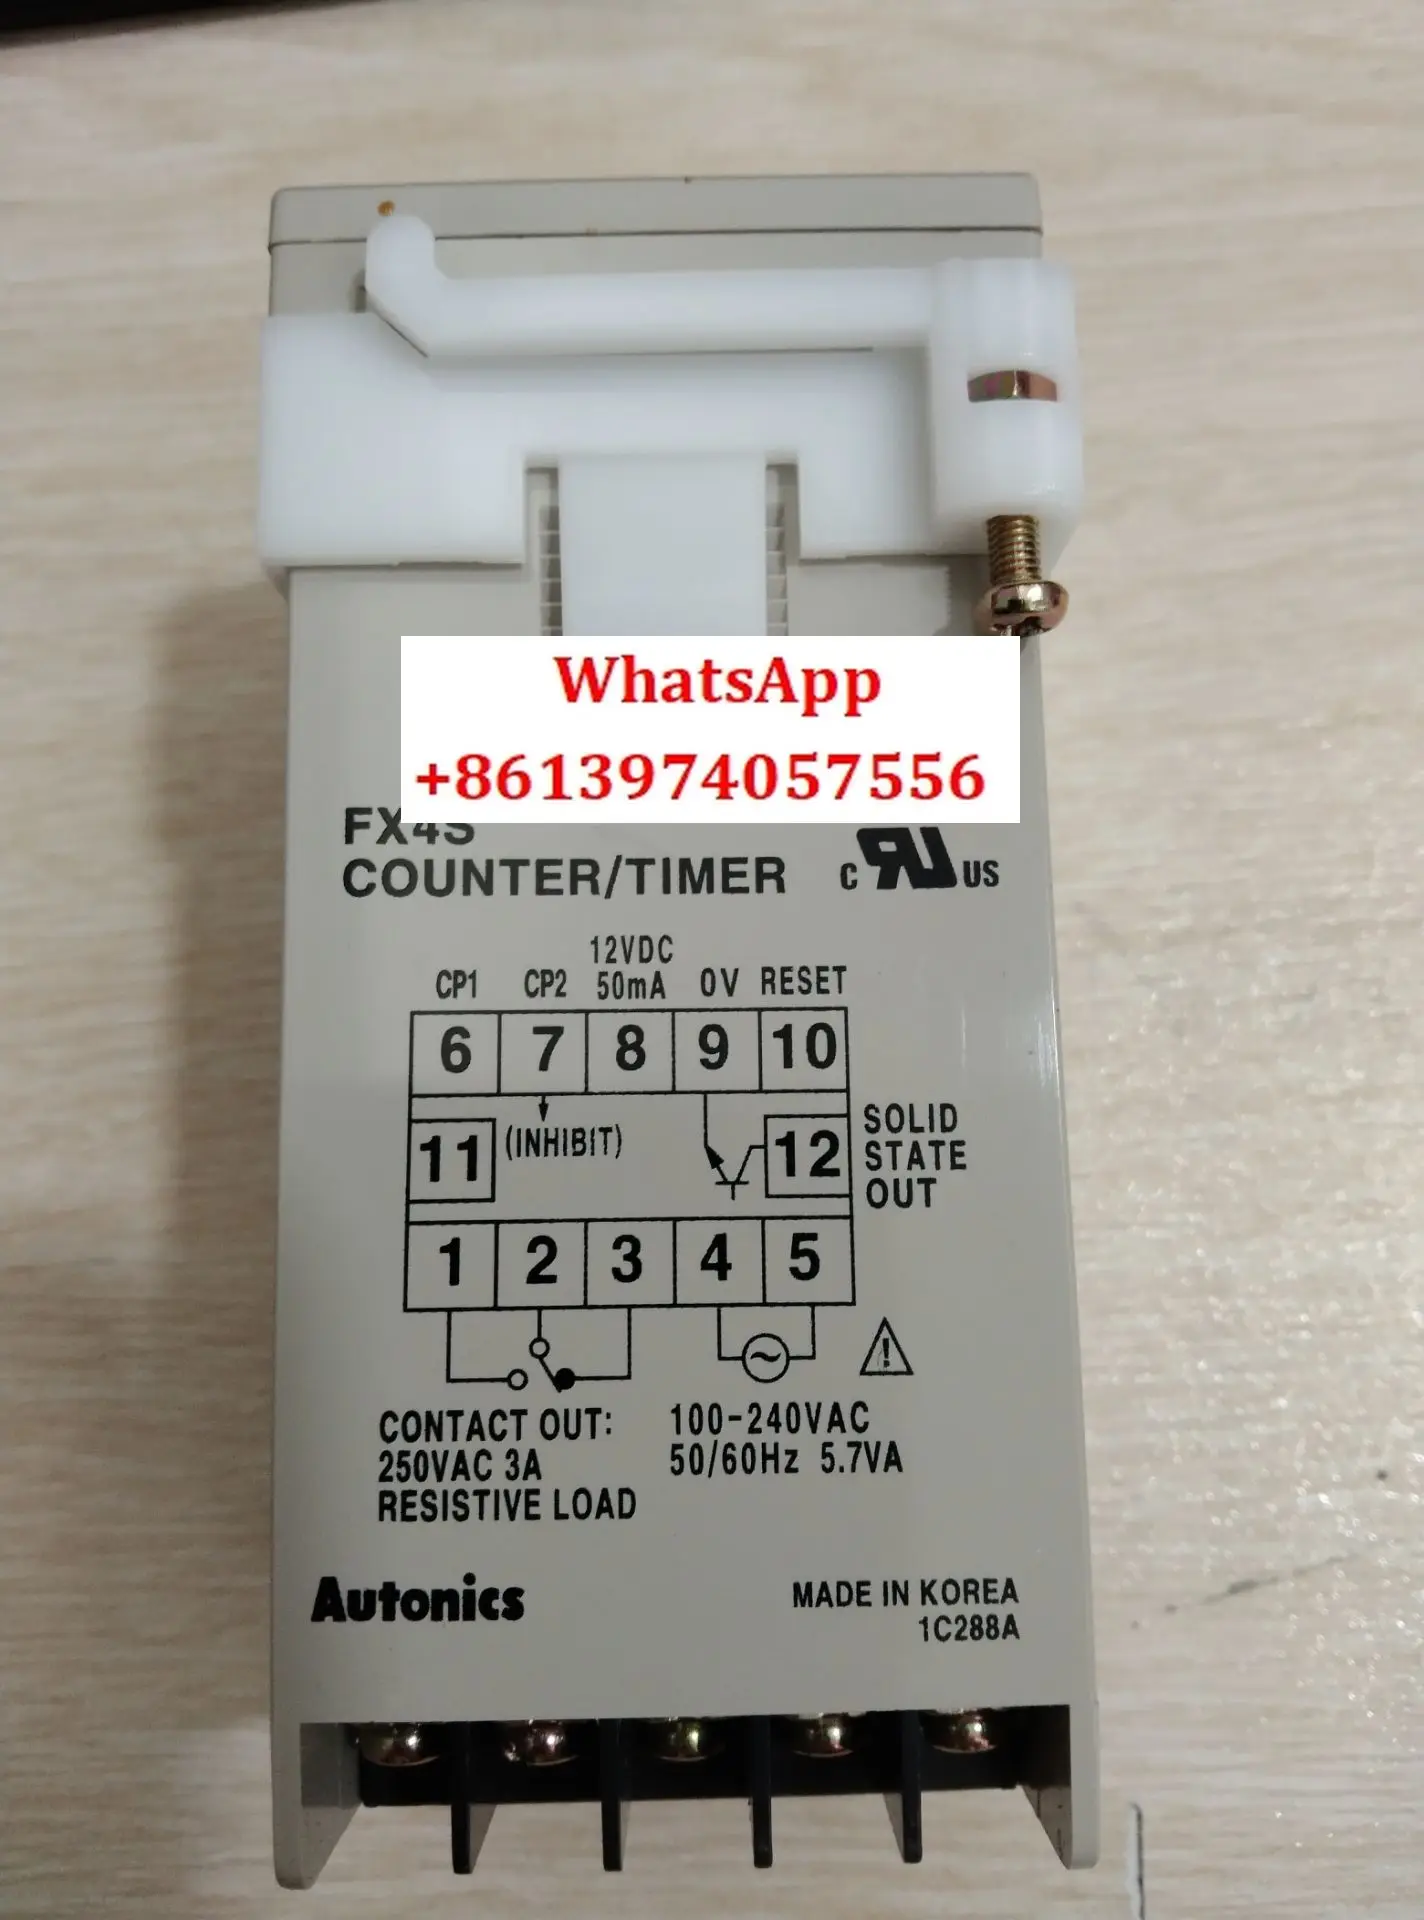 WhatsApp
+8613974057556
FX4S
COUNTER/TIMER
c RU US
12VDC
CP1 CP2 50mA 0V RESET
6 7 8 9 10
11 (INHIBIT) 12 SOLID
STATE
OUT
1 2 3 4 5
CONTACT OUT: 100-240VAC
250VAC 3A 50/60Hz 5.7VA
RESISTIVE LOAD
Autonics
MADE IN KOREA
1C288A